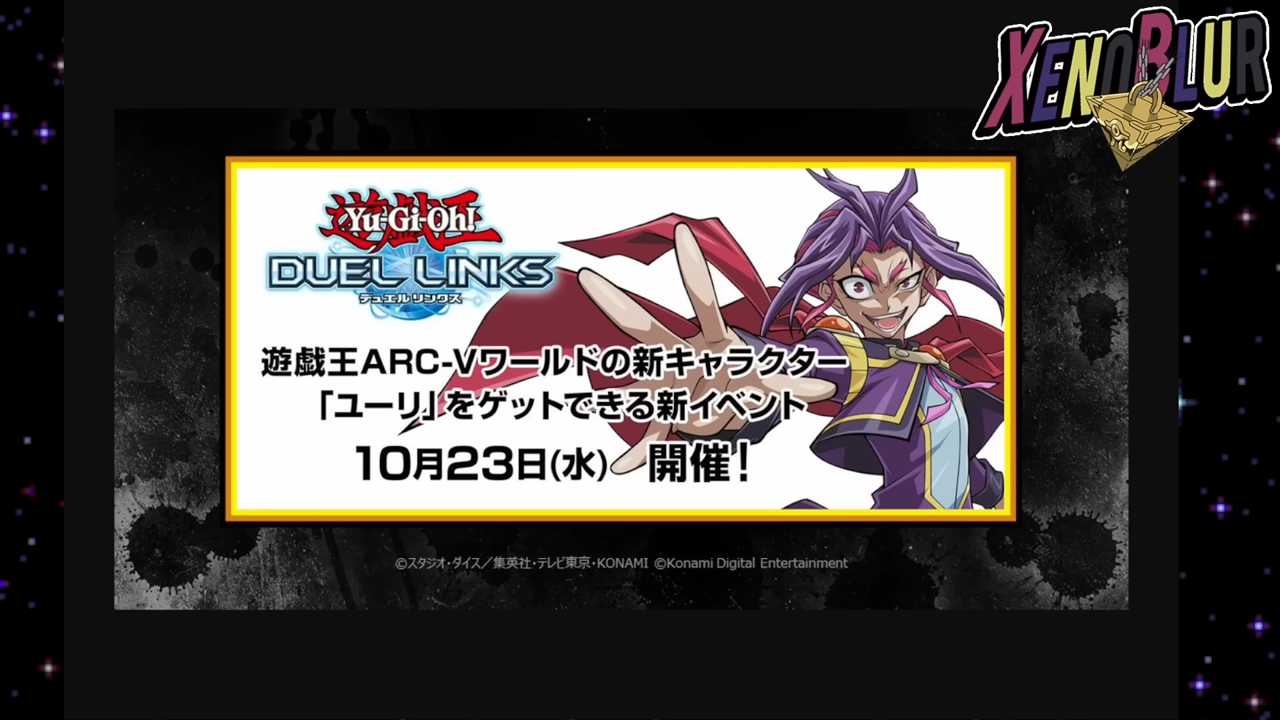 XENOBLUR
遊戯王
Yu-Gi-Oh!
DUEL LINKS
デュエルリンクス
遊戯王ARC-Vワールドの新キャラクター
「ユーリ」をゲットできる新イベント
10月23日(水) 開催!
©スタジオ・ダイス／集英社・テレビ東京・KONAMI ©Konami Digital Entertainment